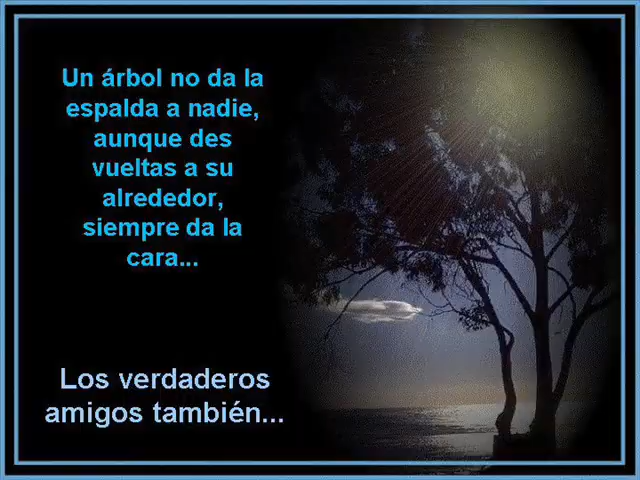 Un árbol no da la
espalda a nadie,
aunque des
vueltas a su
alrededor,
siempre da la
cara...
Los verdaderos
amigos también...